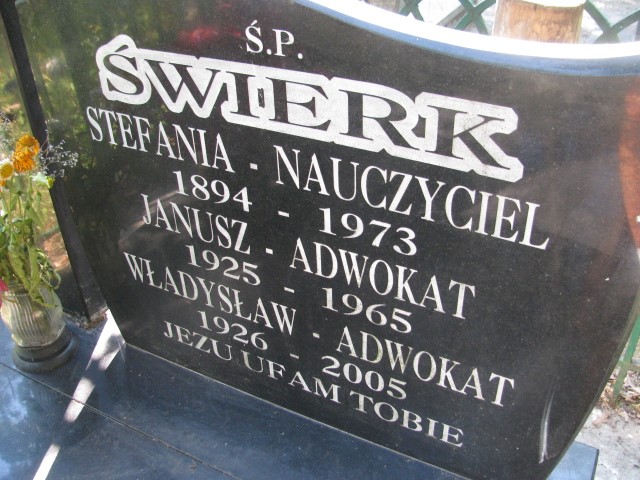 Ś.P.
ŚWIERK
STEFANIA - NAUCZYCIEL
1894 - 1973
JANUSZ - ADWOKAT
1925 - 1965
WŁADYSŁAW - ADWOKAT
1926 - 2005
JEZU UFAM TOBIE